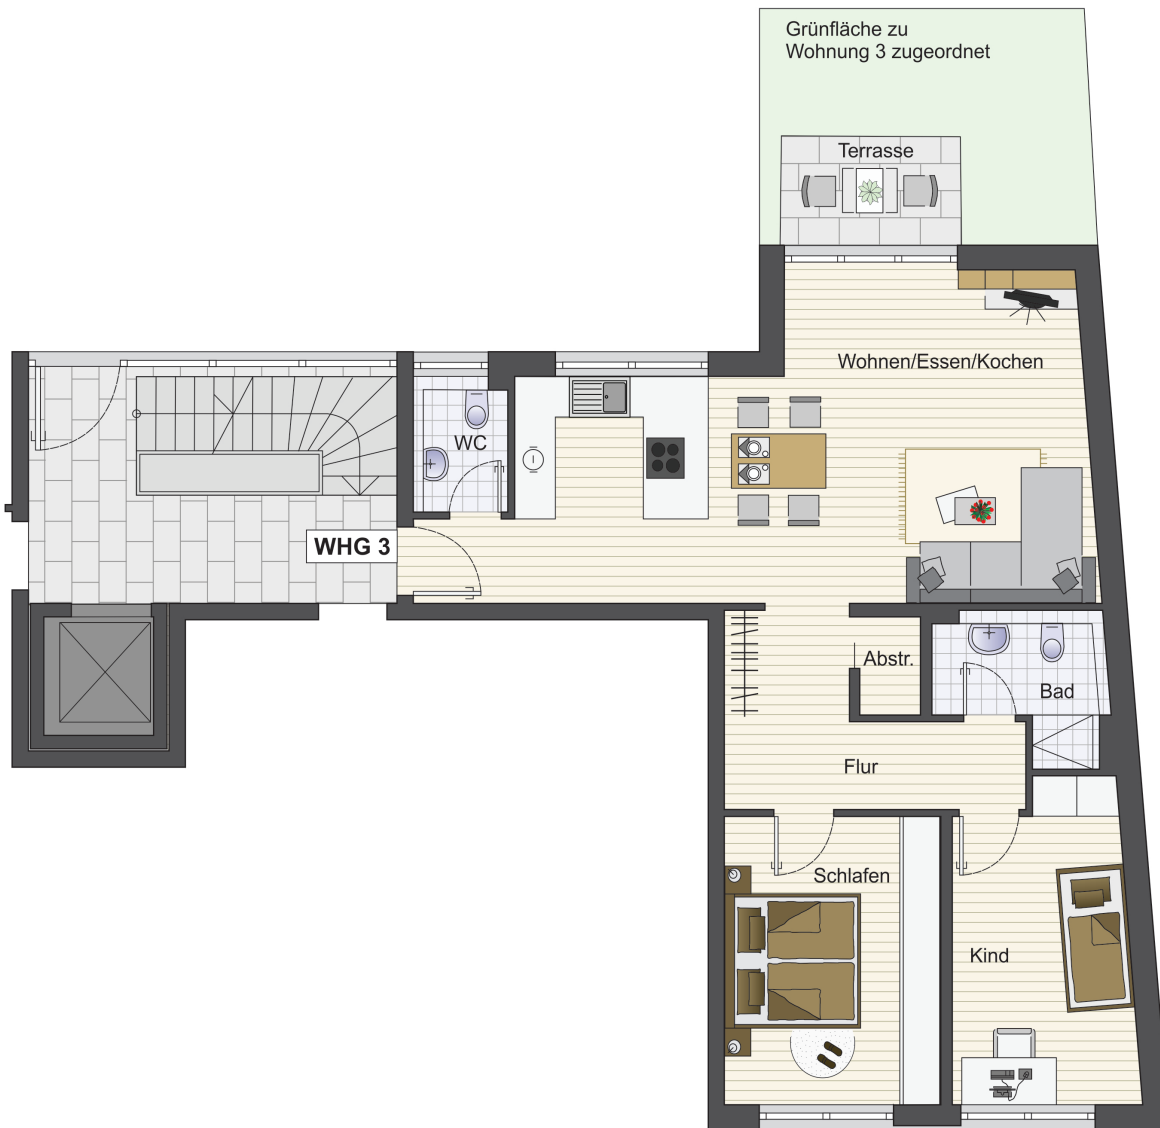 Grünfläche zu
Wohnung 3 zugeordnet
Terrasse
Wohnen/Essen/Kochen
WC
WHG 3
Abstr.
Bad
Flur
Schlafen
Kind